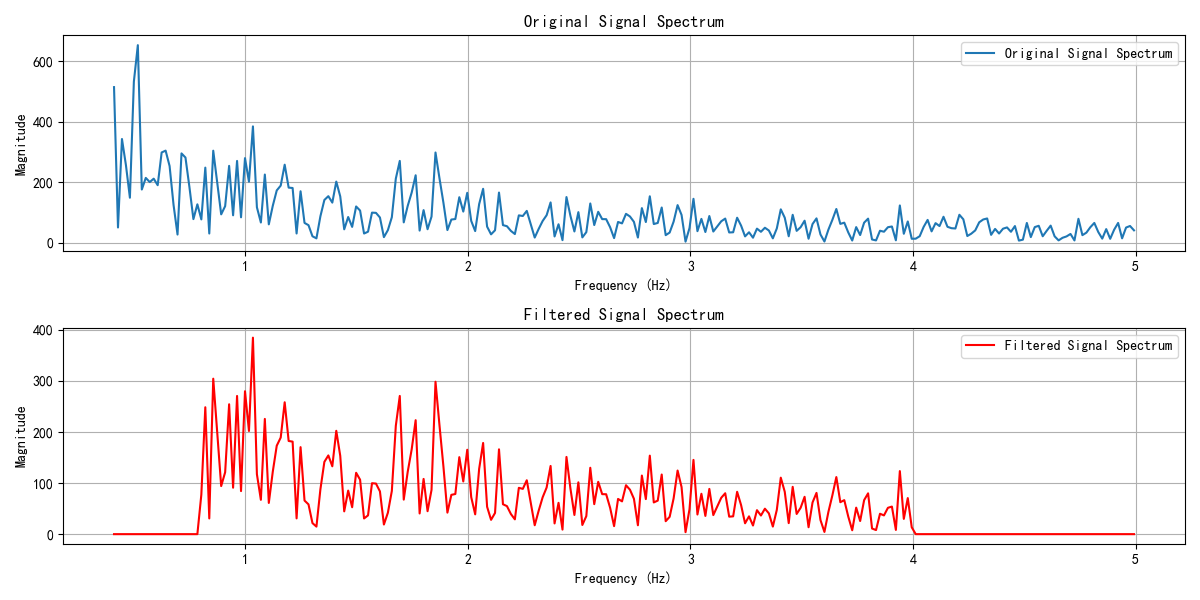 Original Signal Spectrum
Original Signal Spectrum
Magnitude
600
400
200
0
1 2 3 4 5
Frequency (Hz)
Filtered Signal Spectrum
Filtered Signal Spectrum
Magnitude
400
300
200
100
0
1 2 3 4 5
Frequency (Hz)